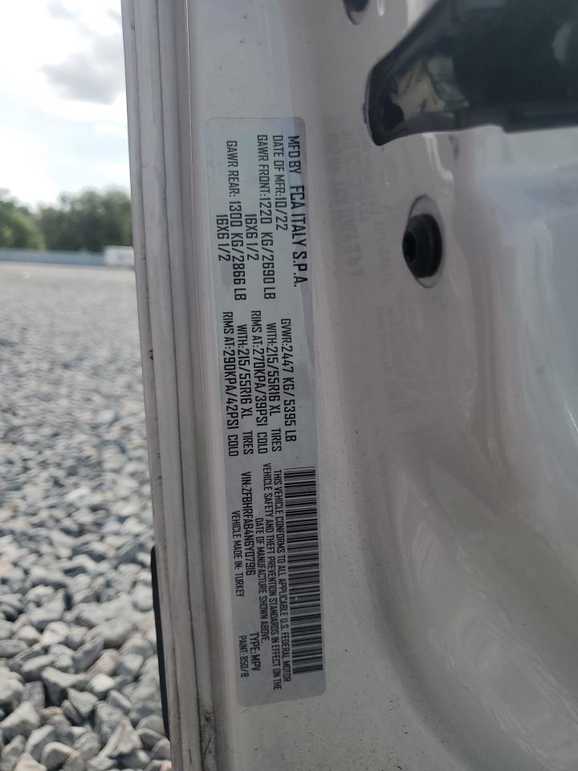 MFD BY FCA ITALY S.P.A.
DATE OF MFR:10/22 GVWR:2447 KG/5395 LB
GAWR FRONT:1220 KG/2690 LB WITH:215/55R16 XL TIRES
16X6 1/2 RIMS AT:270KPA/39PSI COLD
GAWR REAR: 1300 KG/2866 LB WITH:215/55R16 XL TIRES
16X6 1/2 RIMS AT:290KPA/42PSI COLD
THIS VEHICLE CONFORMS TO ALL APPLICABLE U.S. FEDERAL MOTOR
VEHICLE SAFETY AND THEFT PREVENTION STANDARDS IN EFFECT ON THE
DATE OF MANUFACTURE SHOWN ABOVE.
VIN:ZFBHRFAB4N6Y07916 TYPE:MPV
VEHICLE MADE IN: TURKEY PAINT: 850/B